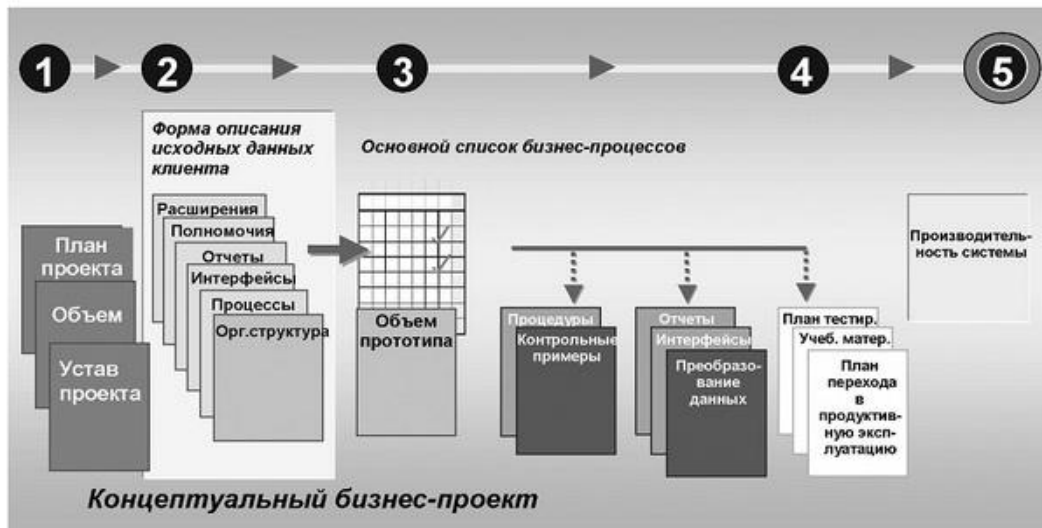 1
2
3
4
5
Форма описания
исходных данных
клиента
Основной список бизнес-процессов
Расширения
Полномочия
Отчеты
Интерфейсы
Процессы
Орг.структура
План
проекта
Объем
Устав
проекта
Объем
прототипа
Процедуры
Контрольные
примеры
Отчеты
Интерфейсы
Преобразо-
вание
данных
План тестир.
Учеб. матер.
План
перехода
в
продуктив-
ную экспл-
луатацию
Производитель-
ность системы
Концептуальный бизнес-проект